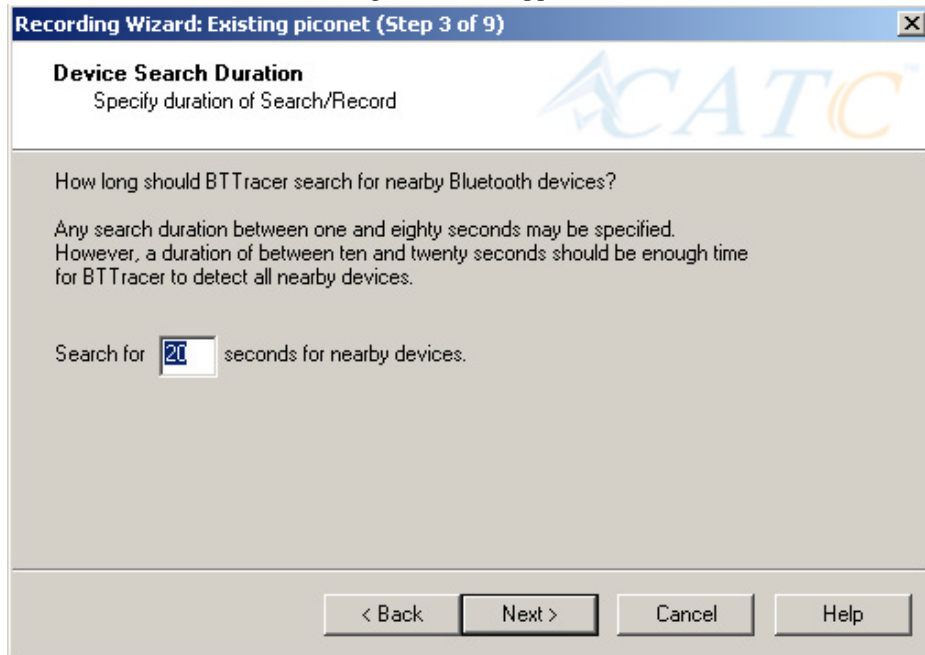 Recording Wizard: Existing piconet (Step 3 of 9)
Device Search Duration
Specify duration of Search/Record
CATC
How long should BTTracer search for nearby Bluetooth devices?
Any search duration between one and eighty seconds may be specified.
However, a duration of between ten and twenty seconds should be enough time
for BTTracer to detect all nearby devices.
Search for 20 seconds for nearby devices.
< Back Next > Cancel Help